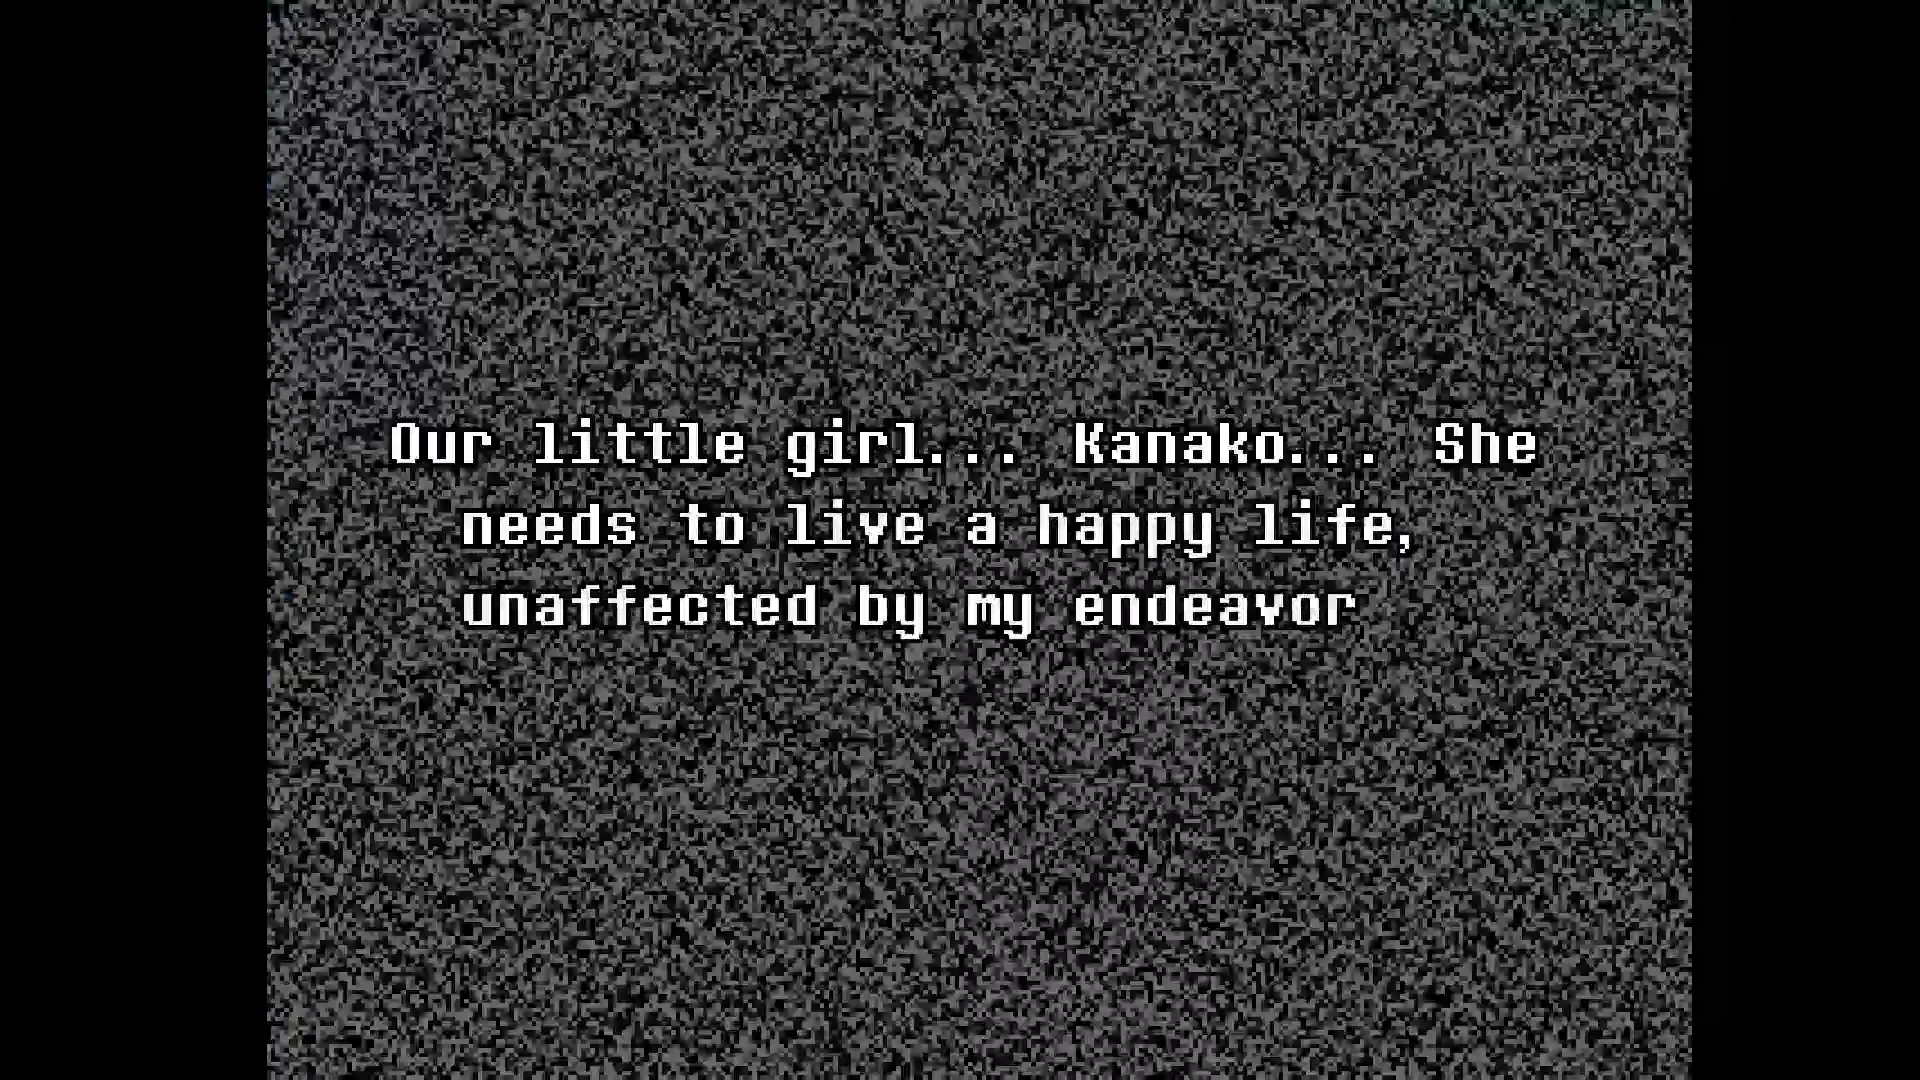 Our little girl... Kanako... She
needs to live a happy life,
unaffected by my endeavor